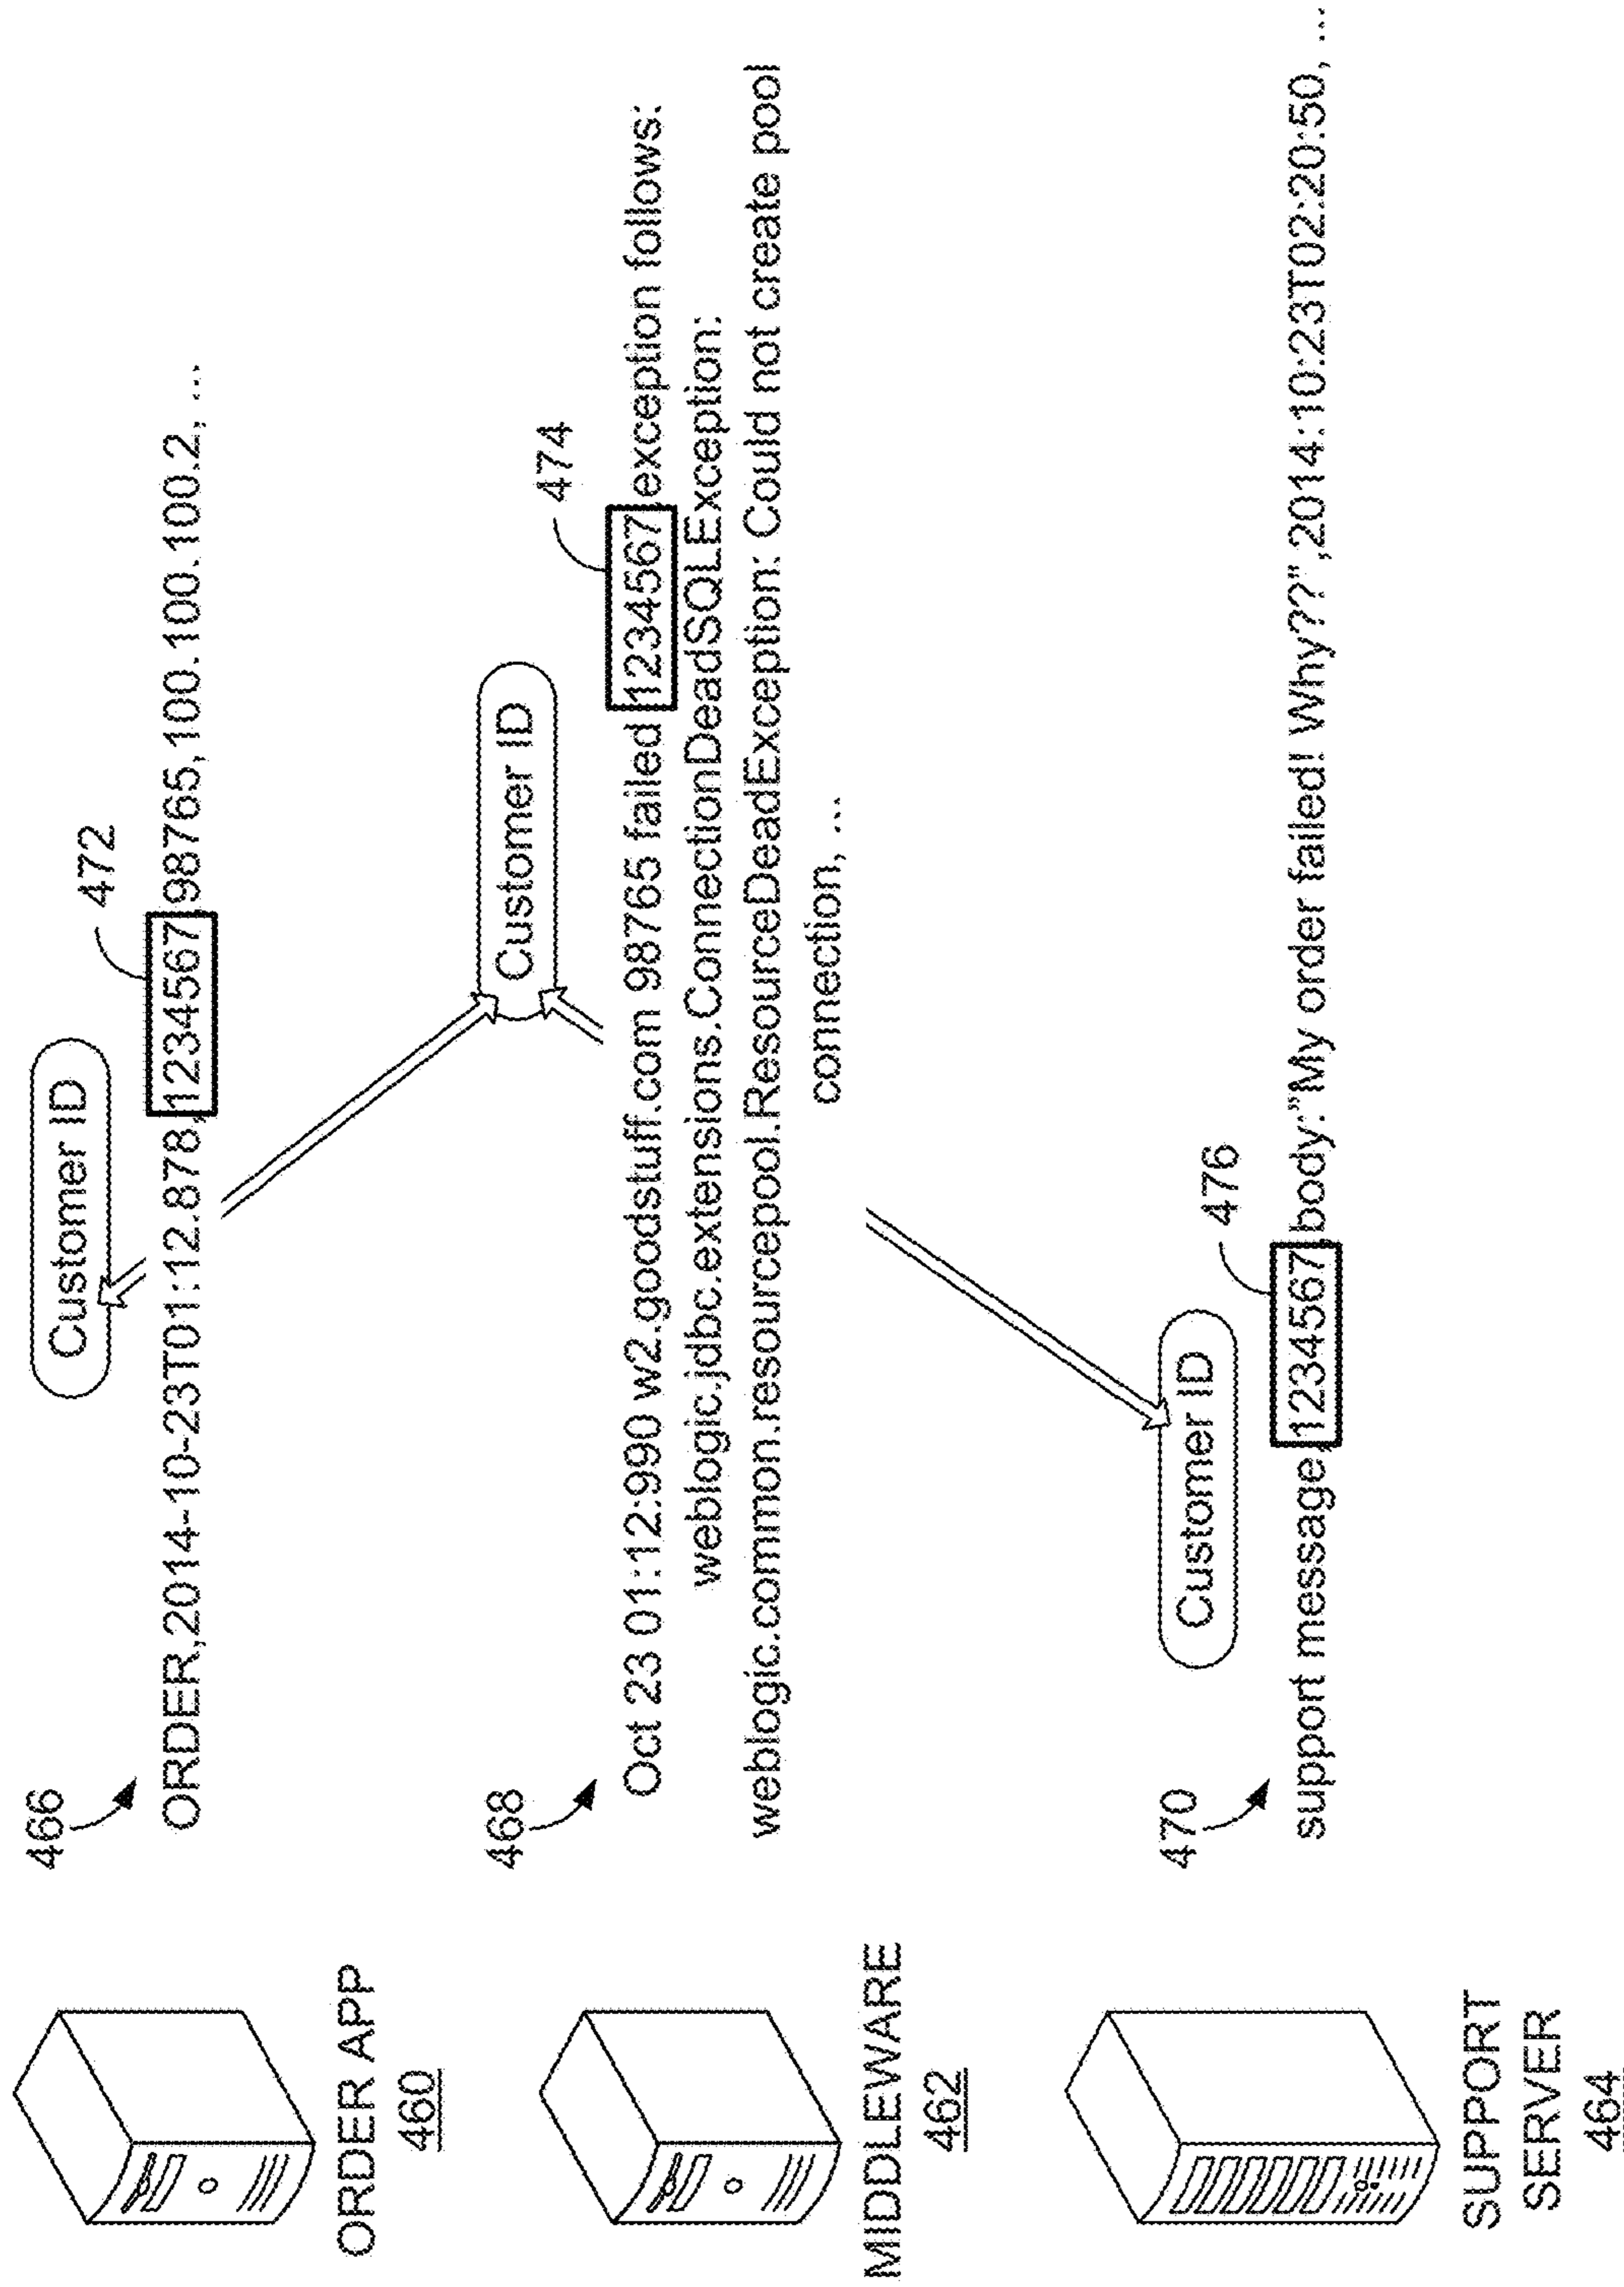 ORDER APP
460
466
Customer ID
472
ORDER,2014-10-23T01:12.878,1234567,98765,100.100.100.2, ...
MIDDLEWARE
462
468
Customer ID
474
Oct 23 01:12:990 w2.goodstuff.com 98765 failed 1234567,exception follows:
weblogic.jdbc.extensions.ConnectionDeadSQLException:
weblogic.common.resourcepool.ResourceDeadException: Could not create pool
connection, ...
SUPPORT
SERVER
464
470
Customer ID
476
support message,1234567,body:"My order failed! Why??",2014:10:23T02:20:50, ...